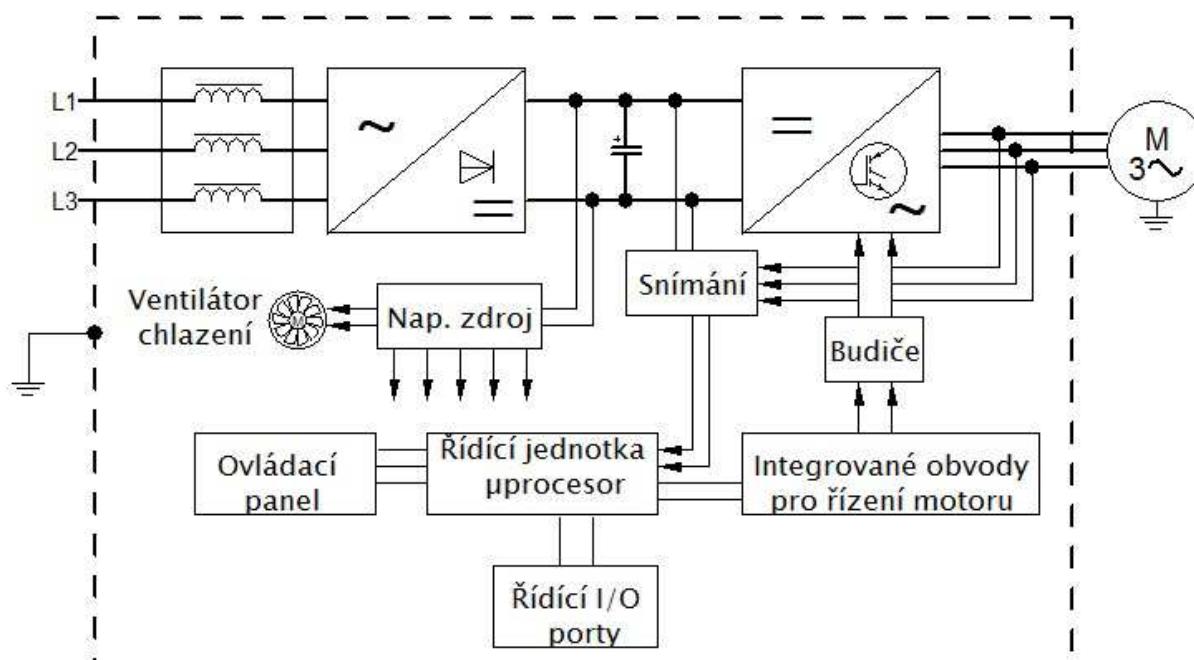 L1
L2
L3
M
3
Ventilátor
chlazení
M
Nap. zdroj
Snímání
Budiče
Ovládací
panel
Řídící jednotka
µprocesor
Integrované obvody
pro řízení motoru
Řídící I/O
porty